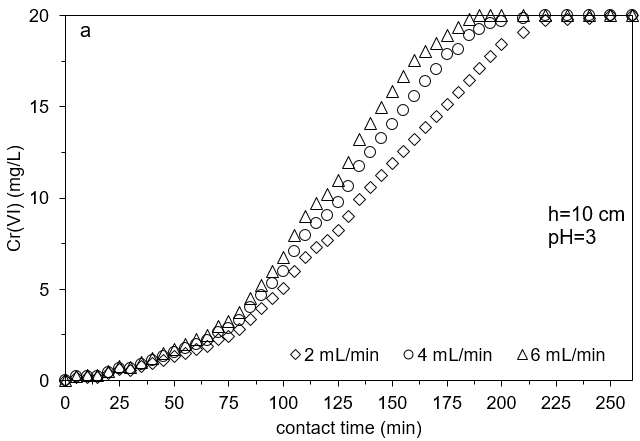 20
a
15
Cr(VI) (mg/L)
10
h=10 cm
pH=3
5
2 mL/min 4 mL/min 6 mL/min
0
0 25 50 75 100 125 150 175 200 225 250
contact time (min)